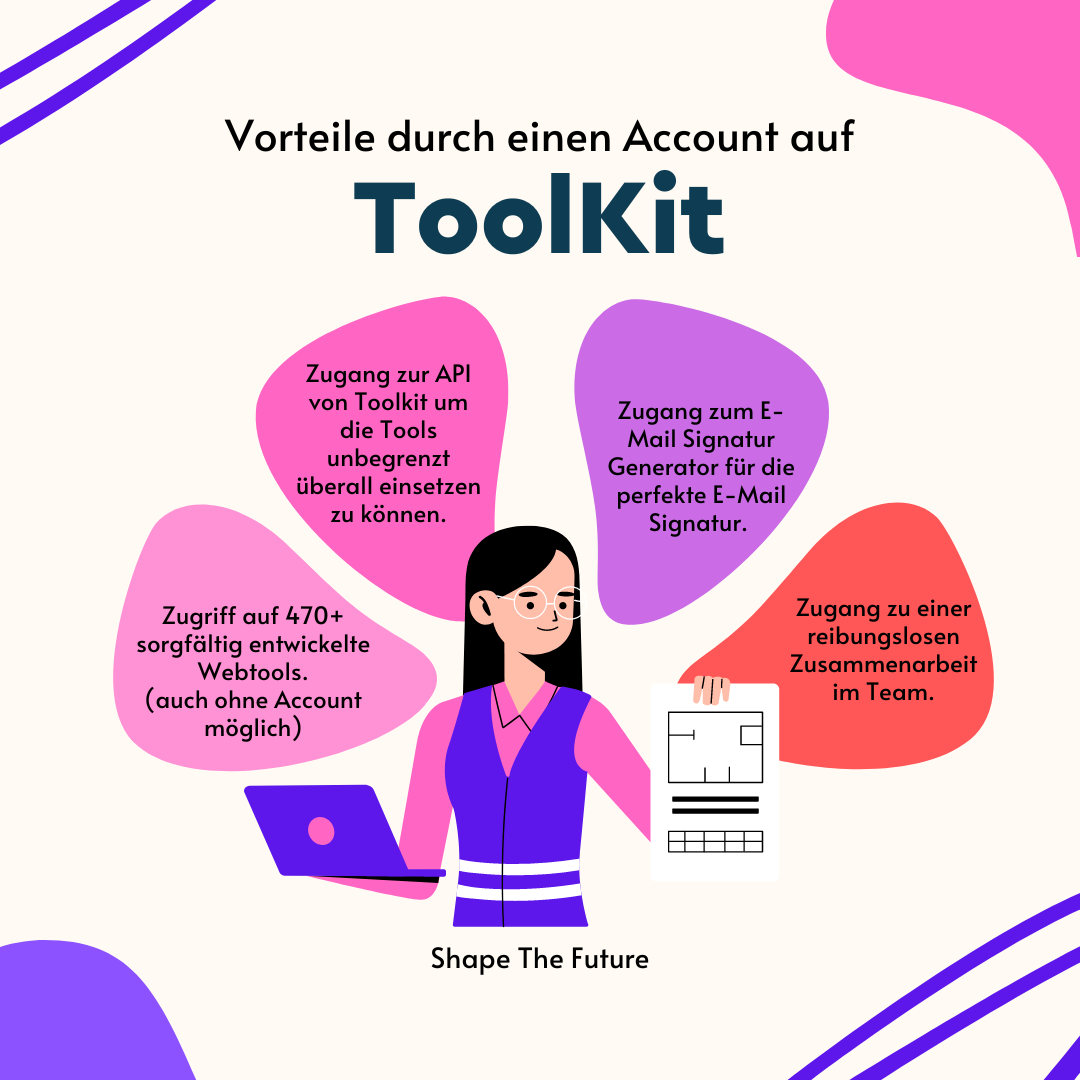 Vorteile durch einen Account auf
ToolKit
Zugang zur API
von Toolkit um
die Tools
unbegrenzt
überall einsetzen
zu können.
Zugang zum E-
Mail Signatur
Generator für die
perfekte E-Mail
Signatur.
Zugriff auf 470+
sorgfältig entwickelte
Webtools.
(auch ohne Account
möglich)
Zugang zu einer
reibungslosen
Zusammenarbeit
im Team.
Shape The Future